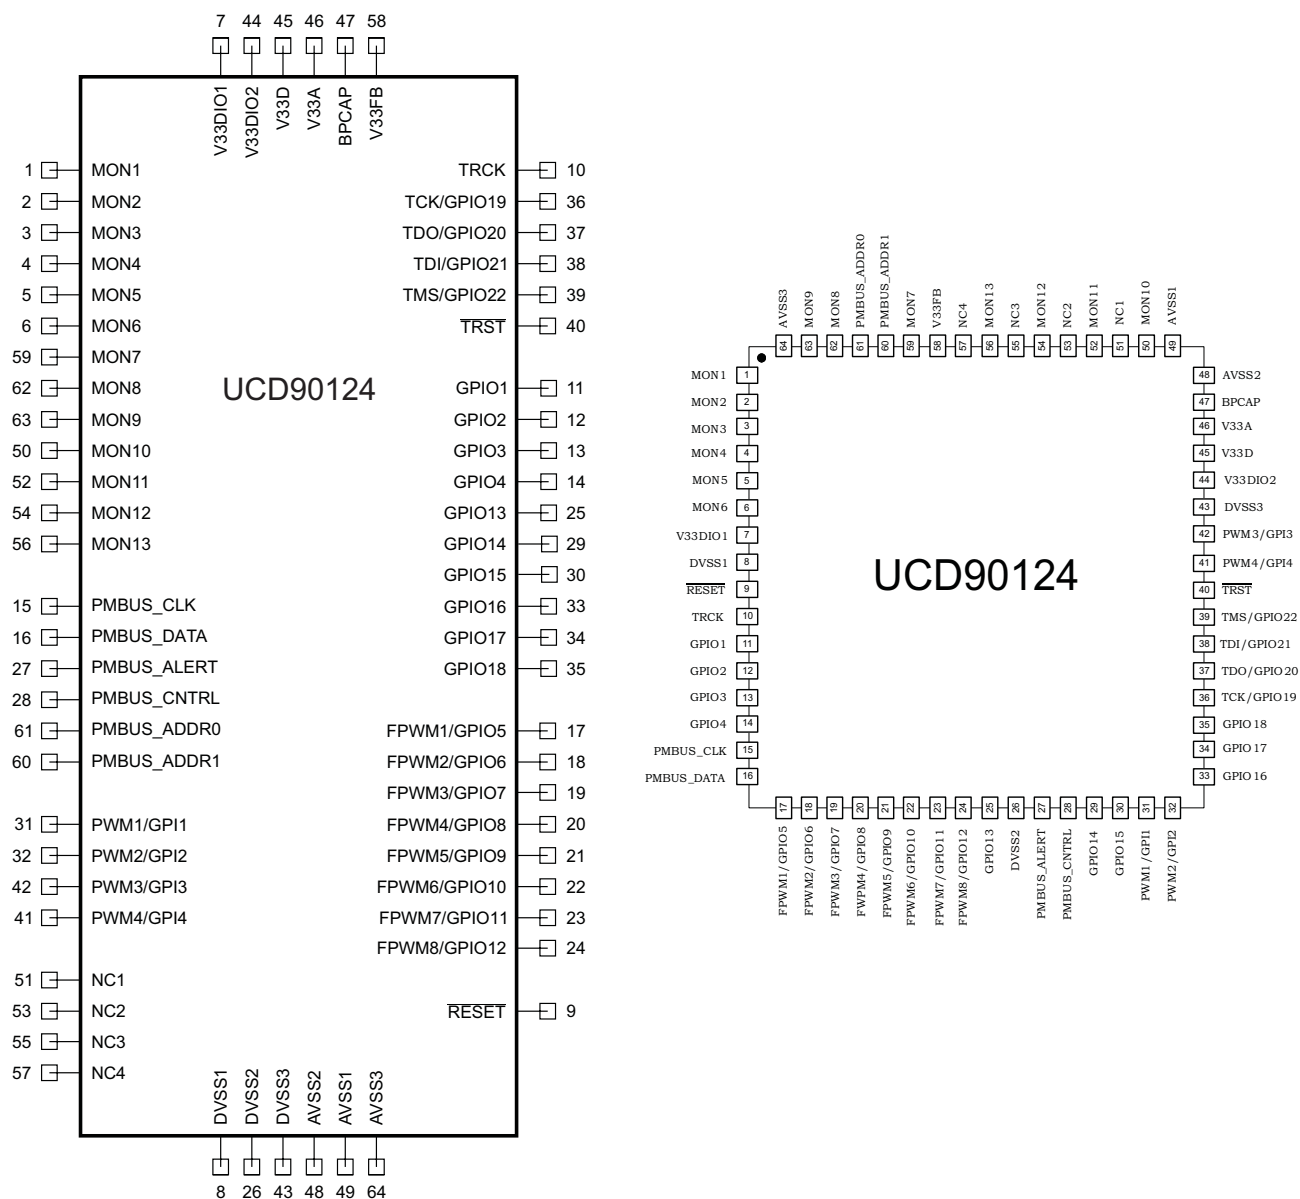 7 44 45 46 47 58
V33DIO1 V33DIO2 V33D V33A BPCAP V33FB
1 MON1
2 MON2
3 MON3
4 MON4
5 MON5
6 MON6
59 MON7
62 MON8
63 MON9
50 MON10
52 MON11
54 MON12
56 MON13
15 PMBUS_CLK
16 PMBUS_DATA
27 PMBUS_ALERT
28 PMBUS_CNTRL
61 PMBUS_ADDR0
60 PMBUS_ADDR1
31 PWM1/GPI1
32 PWM2/GPI2
42 PWM3/GPI3
41 PWM4/GPI4
51 NC1
53 NC2
55 NC3
57 NC4
UCD90124
TRCK 10
TCK/GPIO19 36
TDO/GPIO20 37
TDI/GPIO21 38
TMS/GPIO22 39
TRST 40
GPIO1 11
GPIO2 12
GPIO3 13
GPIO4 14
GPIO13 25
GPIO14 29
GPIO15 30
GPIO16 33
GPIO17 34
GPIO18 35
FPWM1/GPIO5 17
FPWM2/GPIO6 18
FPWM3/GPIO7 19
FPWM4/GPIO8 20
FPWM5/GPIO9 21
FPWM6/GPIO10 22
FPWM7/GPIO11 23
FPWM8/GPIO12 24
RESET 9
DVSS1 DVSS2 DVSS3 AVSS2 AVSS1 AVSS3
8 26 43 48 49 64
AVSS3 MON9 MON8 PMBUS_ADDR0 PMBUS_ADDR1 MON7 V33FB NC4 MON13 NC3 MON12 NC2 MON11 NC1 MON10 AVSS1
64 63 62 61 60 59 58 57 56 55 54 53 52 51 50 49
MON1 1
MON2 2
MON3 3
MON4 4
MON5 5
MON6 6
V33DIO1 7
DVSS1 8
RESET 9
TRCK 10
GPIO1 11
GPIO2 12
GPIO3 13
GPIO4 14
PMBUS_CLK 15
PMBUS_DATA 16
UCD90124
48 AVSS2
47 BPCAP
46 V33A
45 V33D
44 V33DIO2
43 DVSS3
42 PWM3/GPI3
41 PWM4/GPI4
40 TRST
39 TMS/GPIO22
38 TDI/GPIO21
37 TDO/GPIO20
36 TCK/GPIO19
35 GPIO18
34 GPIO17
33 GPIO16
17 18 19 20 21 22 23 24 25 26 27 28 29 30 31 32
FPWM1/GPIO5 FPWM2/GPIO6 FPWM3/GPIO7 FWPM4/GPIO8 FPWM5/GPIO9 FPWM6/GPIO10 FPWM7/GPIO11 FPWM8/GPIO12 GPIO13 DVSS2 PMBUS_ALERT PMBUS_CNTRL GPIO14 GPIO15 PWM1/GPI1 PWM2/GPI2